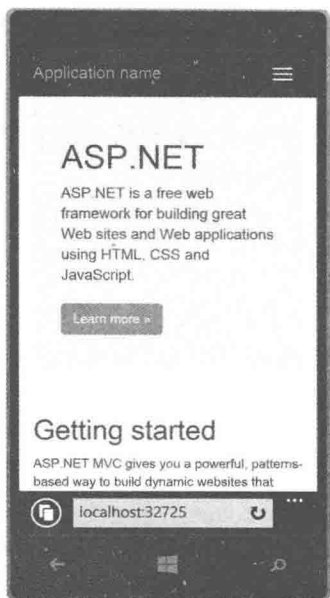 Application name
ASP.NET
ASP.NET is a free web
framework for building great
Web sites and Web applications
using HTML, CSS and
JavaScript.
Learn more »
Getting started
ASP.NET MVC gives you a powerful, patterns-
based way to build dynamic websites that
localhost:32725